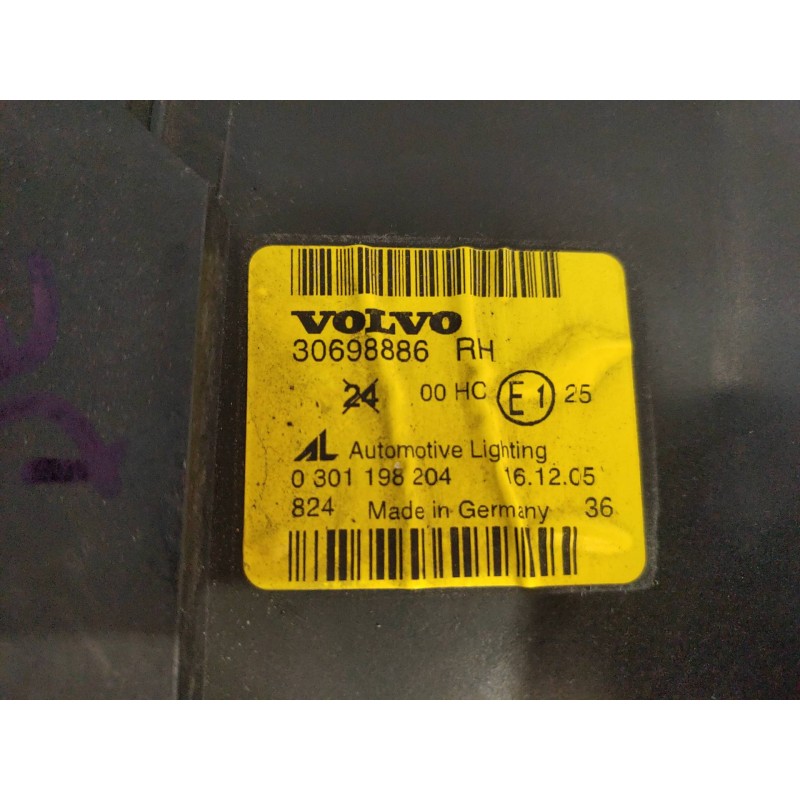 VOLVO
30698886 RH
24 00 HC E1 25
AL Automotive Lighting
0 301 198 204 16.12.05
824 Made in Germany 36